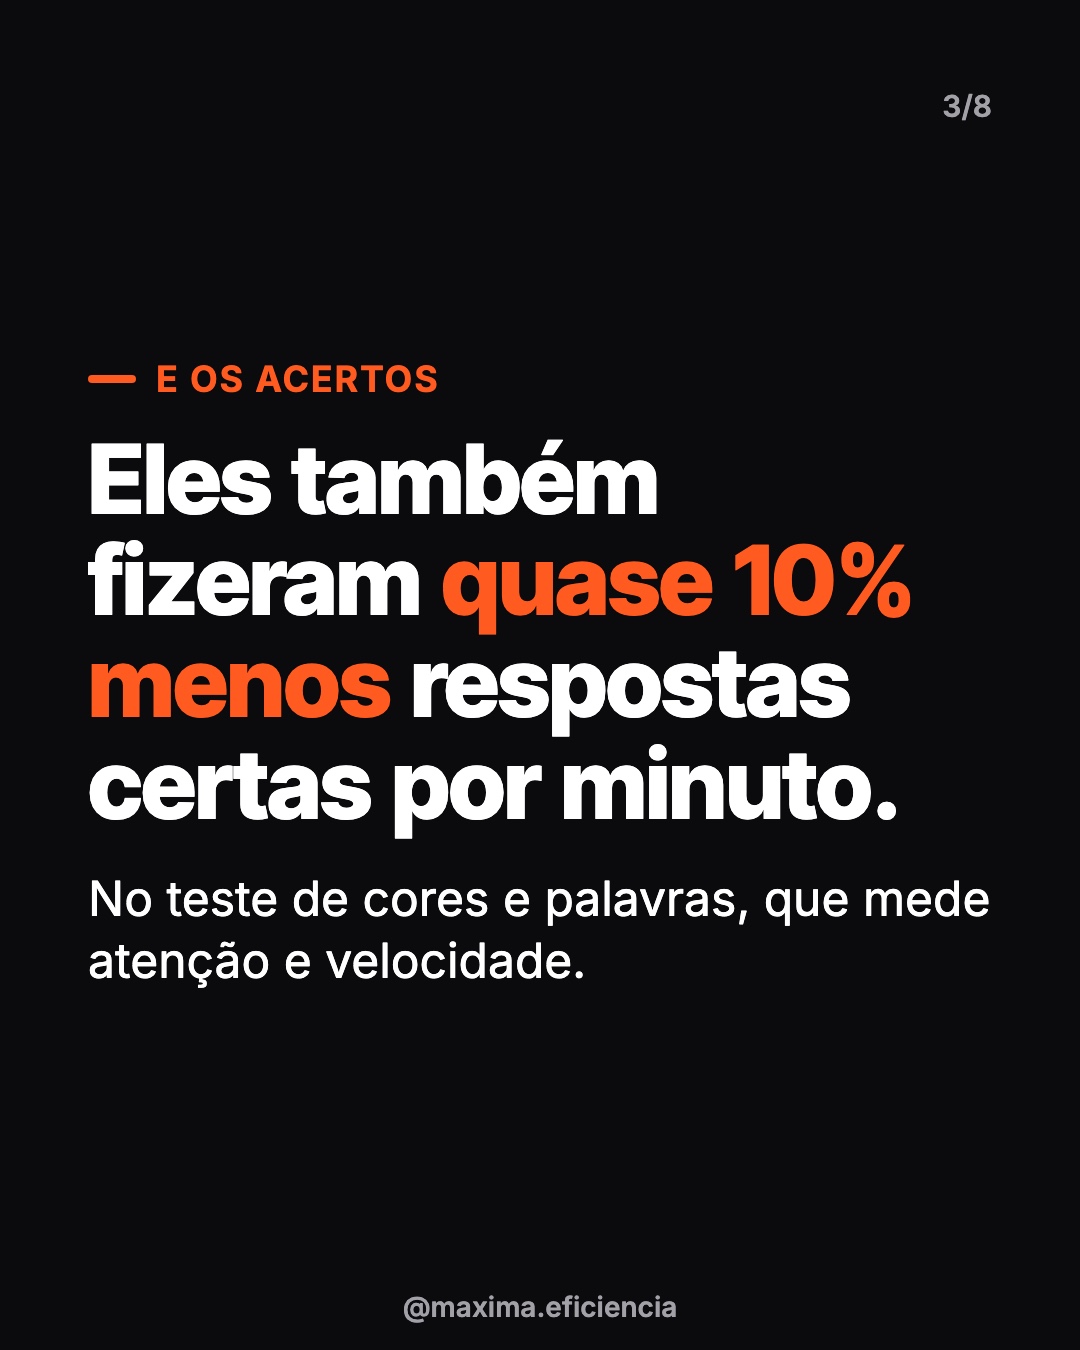 3/8
E OS ACERTOS
Eles também
fizeram quase 10%
menos respostas
certas por minuto.
No teste de cores e palavras, que mede
atenção e velocidade.
@maxima.eficiencia